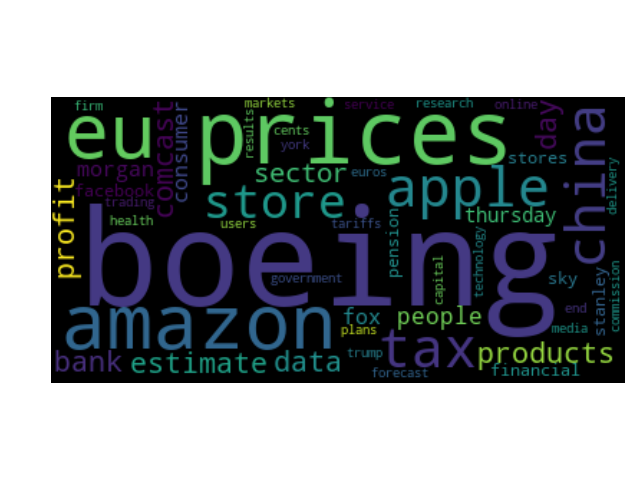 firm
markets
service
research
online
eu
prices
comcast
consumer
results
cents
york
day
china
stores
delivery
morgan
facebook
trading
sector
euros
apple
store
thursday
profit
health
users
tariffs
pension
boeing
technology
government
capital
sky
stanley
commission
amazon
fox
people
plans
end
media
tax
products
bank
estimate
data
trump
forecast
financial